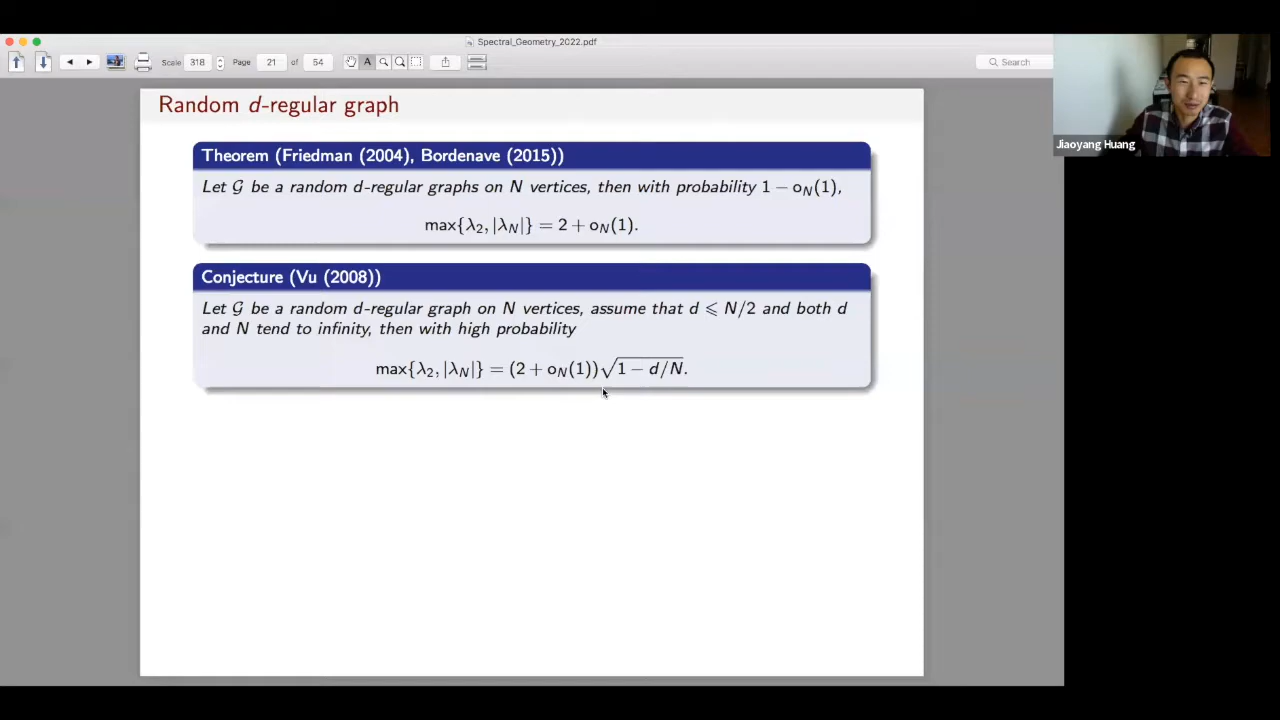 Spectral_Geometry_2022.pdf
Scale 318 Page 21 of 54 A Search
Random d-regular graph
Theorem (Friedman (2004), Bordenave (2015))
Let 𝒢 be a random d-regular graphs on N vertices, then with probability 1 − o_N(1),
max{λ₂, |λ_N|} = 2 + o_N(1).
Conjecture (Vu (2008))
Let 𝒢 be a random d-regular graph on N vertices, assume that d ⩽ N/2 and both d
and N tend to infinity, then with high probability
max{λ₂, |λ_N|} = (2 + o_N(1))√(1 − d/N).
Jiaoyang Huang